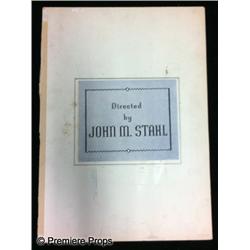 Directed
by
JOHN M. STAHL
© Premiere Props